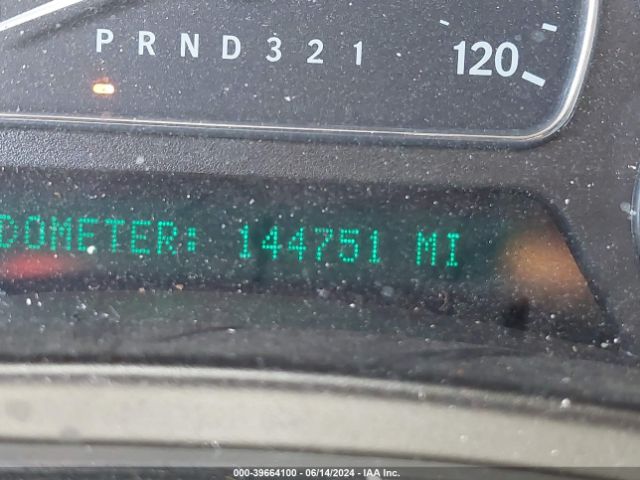 P R N D 3 2 1
120
DOMETER: 144751 MI
000-39664100 - 06/14/2024 - IAA Inc.